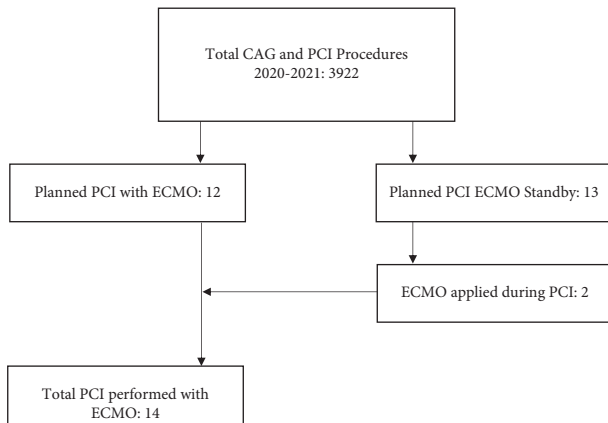 Total CAG and PCI Procedures
2020-2021: 3922
Planned PCI with ECMO: 12
Planned PCI ECMO Standby: 13
ECMO applied during PCI: 2
Total PCI performed with
ECMO: 14